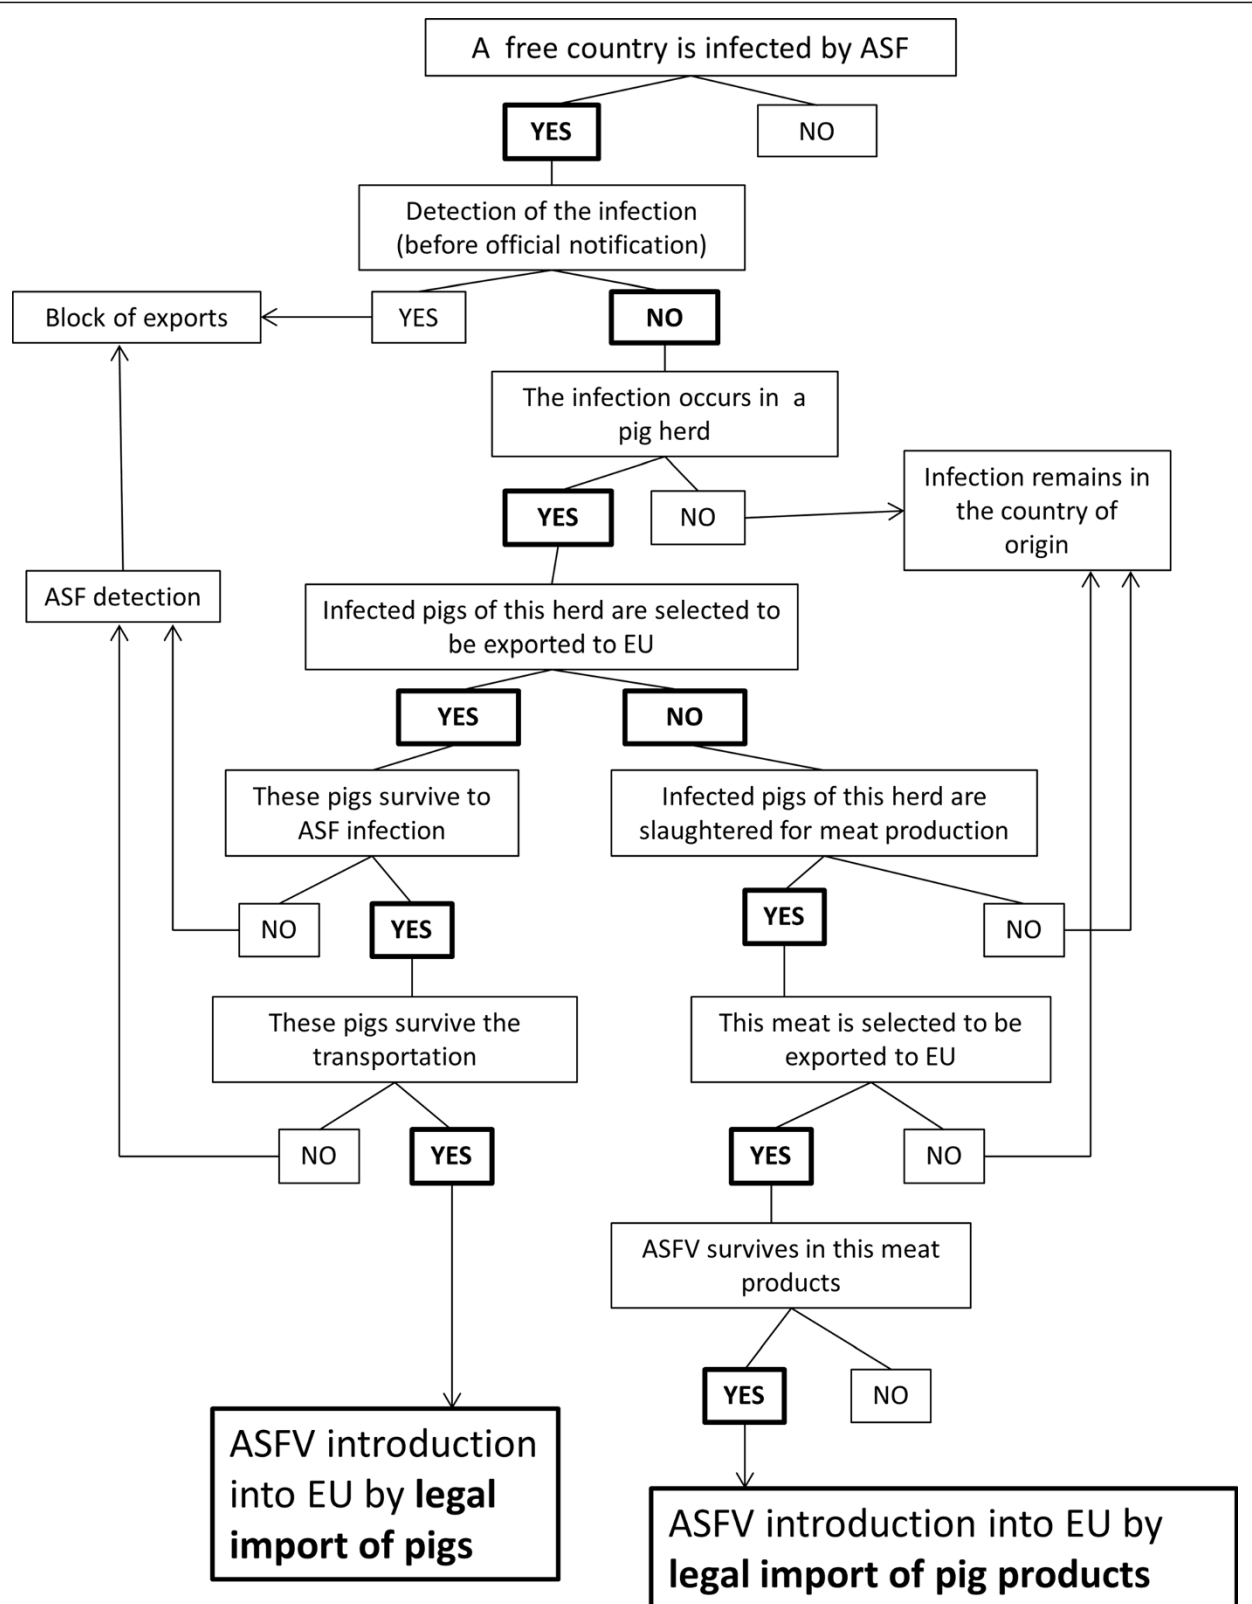 A free country is infected by ASF
YES
NO
Detection of the infection
(before official notification)
Block of exports
YES
NO
The infection occurs in a
pig herd
Infection remains in
the country of
origin
YES
NO
ASF detection
Infected pigs of this herd are selected to
be exported to EU
YES
NO
These pigs survive to
ASF infection
Infected pigs of this herd are
slaughtered for meat production
NO
YES
YES
NO
These pigs survive the
transportation
This meat is selected to be
exported to EU
NO
YES
YES
NO
ASFV survives in this meat
products
YES
NO
ASFV introduction
into EU by legal
import of pigs
ASFV introduction into EU by
legal import of pig products